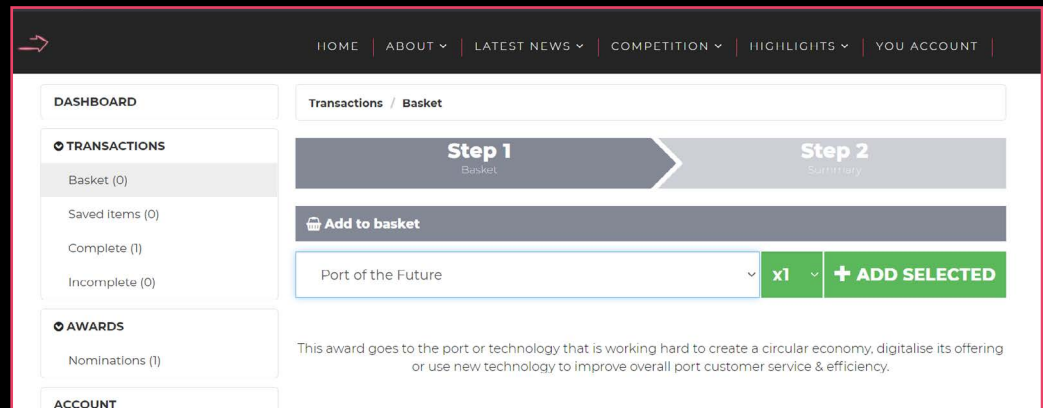 HOME ABOUT LATEST NEWS COMPETITION HIGHLIGHTS YOU ACCOUNT
DASHBOARD
TRANSACTIONS
Basket (0)
Saved items (0)
Complete (1)
Incomplete (0)
AWARDS
Nominations (1)
ACCOUNT
Transactions / Basket
Step 1
Basket
Step 2
Summary
Add to basket
Port of the Future
x1
+ ADD SELECTED
This award goes to the port or technology that is working hard to create a circular economy, digitalise its offering
or use new technology to improve overall port customer service & efficiency.